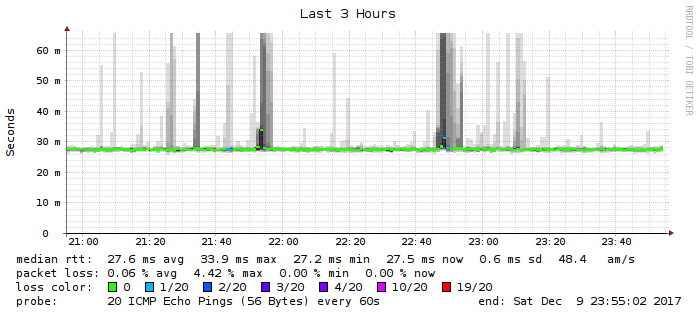 Last 3 Hours
RRDTOOL / TOBI OETIKER
Seconds
60 m
50 m
40 m
30 m
20 m
10 m
0
21:00 21:20 21:40 22:00 22:20 22:40 23:00 23:20 23:40
median rtt: 27.6 ms avg 33.9 ms max 27.2 ms min 27.5 ms now 0.6 ms sd 48.4 am/s
packet loss: 0.06 % avg 4.42 % max 0.00 % min 0.00 % now
loss color: 0 1/20 2/20 3/20 4/20 10/20 19/20
probe: 20 ICMP Echo Pings (56 Bytes) every 60s end: Sat Dec 9 23:55:02 2017